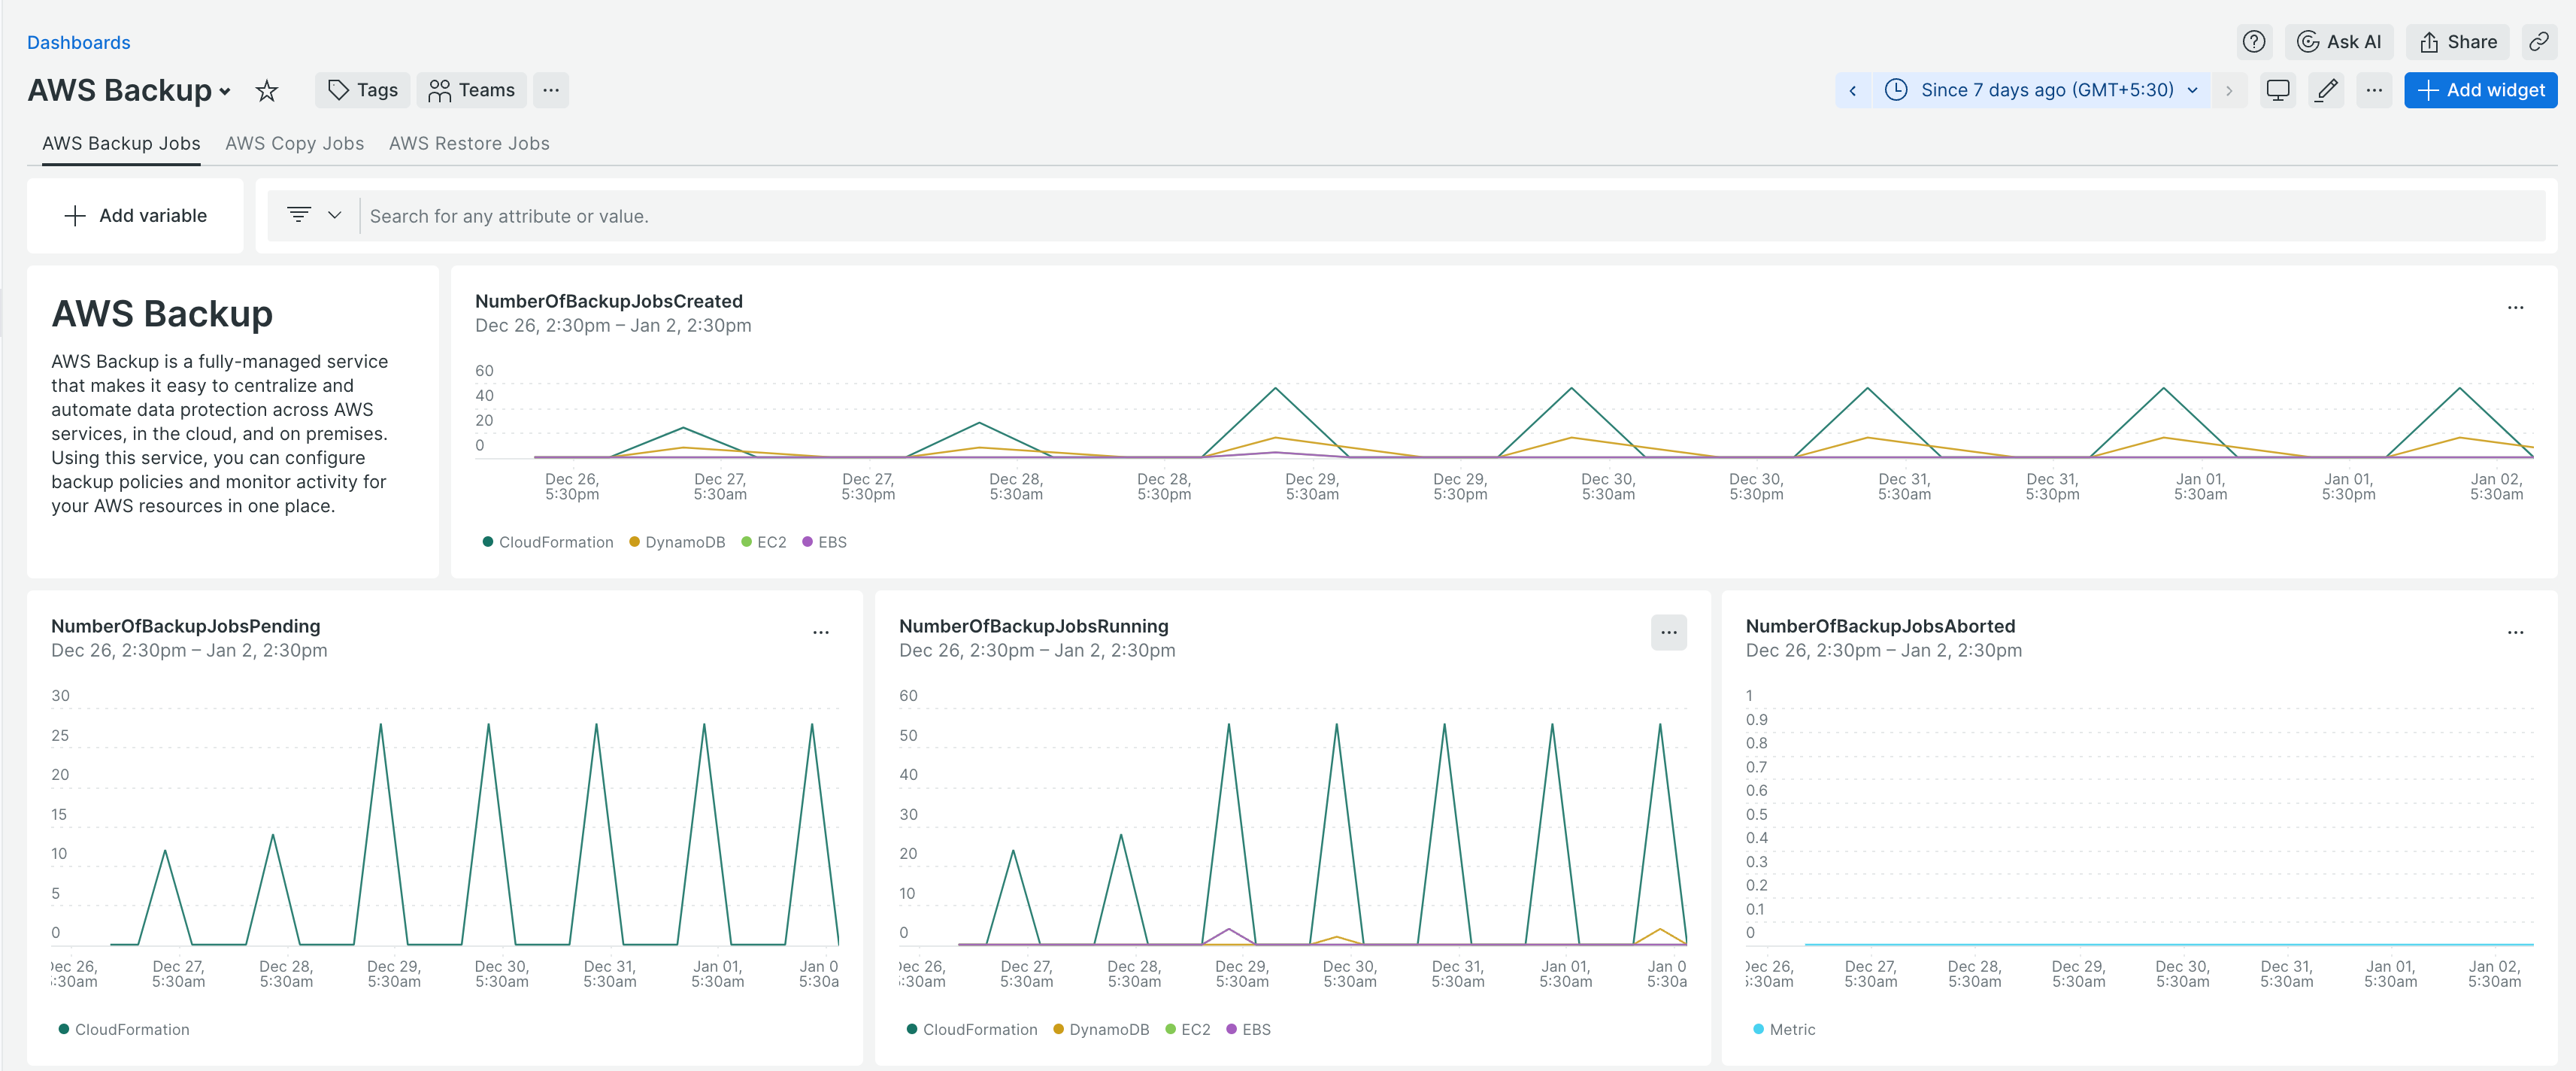 Dashboards
Ask AI
Share
AWS Backup
Tags
Teams
Since 7 days ago (GMT+5:30)
Add widget
AWS Backup Jobs
AWS Copy Jobs
AWS Restore Jobs
Add variable
Search for any attribute or value.
AWS Backup
AWS Backup is a fully-managed service
that makes it easy to centralize and
automate data protection across AWS
services, in the cloud, and on premises.
Using this service, you can configure
backup policies and monitor activity for
your AWS resources in one place.
NumberOfBackupJobsCreated
Dec 26, 2:30pm – Jan 2, 2:30pm
60
40
20
0
Dec 26, 5:30pm
Dec 27, 5:30am
Dec 27, 5:30pm
Dec 28, 5:30am
Dec 28, 5:30pm
Dec 29, 5:30am
Dec 29, 5:30pm
Dec 30, 5:30am
Dec 30, 5:30pm
Dec 31, 5:30am
Dec 31, 5:30pm
Jan 01, 5:30am
Jan 01, 5:30pm
Jan 02, 5:30am
CloudFormation
DynamoDB
EC2
EBS
NumberOfBackupJobsPending
Dec 26, 2:30pm – Jan 2, 2:30pm
30
25
20
15
10
5
0
ec 26, :30am
Dec 27, 5:30am
Dec 28, 5:30am
Dec 29, 5:30am
Dec 30, 5:30am
Dec 31, 5:30am
Jan 01, 5:30am
Jan 0 5:30a
CloudFormation
NumberOfBackupJobsRunning
Dec 26, 2:30pm – Jan 2, 2:30pm
60
50
40
30
20
10
0
ec 26, :30am
Dec 27, 5:30am
Dec 28, 5:30am
Dec 29, 5:30am
Dec 30, 5:30am
Dec 31, 5:30am
Jan 01, 5:30am
Jan 0 5:30a
CloudFormation
DynamoDB
EC2
EBS
NumberOfBackupJobsAborted
Dec 26, 2:30pm – Jan 2, 2:30pm
1
0.9
0.8
0.7
0.6
0.5
0.4
0.3
0.2
0.1
0
Dec 26, 5:30am
Dec 27, 5:30am
Dec 28, 5:30am
Dec 29, 5:30am
Dec 30, 5:30am
Dec 31, 5:30am
Jan 01, 5:30am
Jan 02, 5:30am
Metric